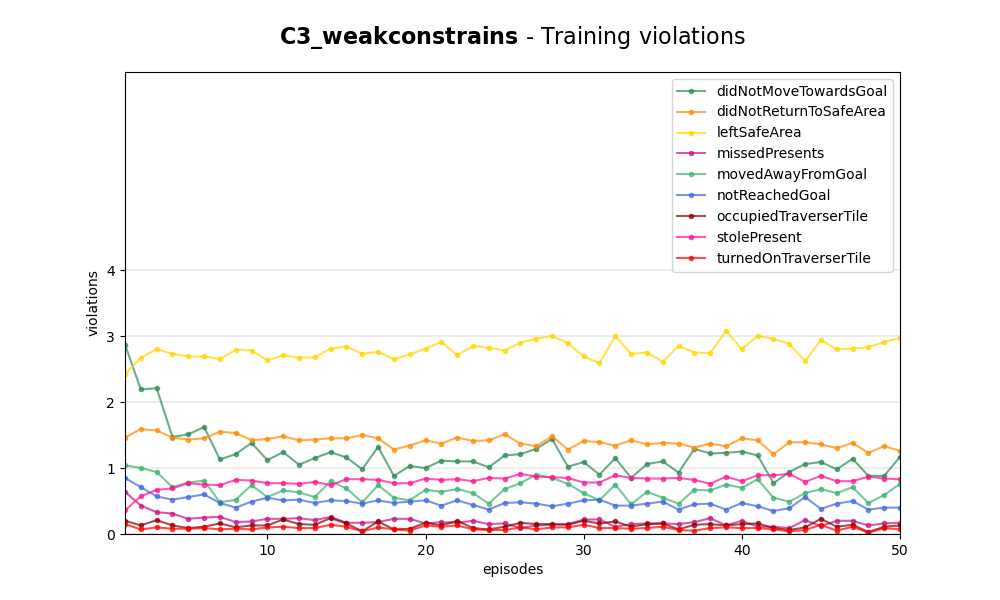 C3_weakconstrains - Training violations
didNotMoveTowardsGoal
didNotReturnToSafeArea
leftSafeArea
missedPresents
movedAwayFromGoal
notReachedGoal
occupiedTraverserTile
stolePresent
turnedOnTraverserTile
violations
4
3
2
1
0
10 20 30 40 50
episodes